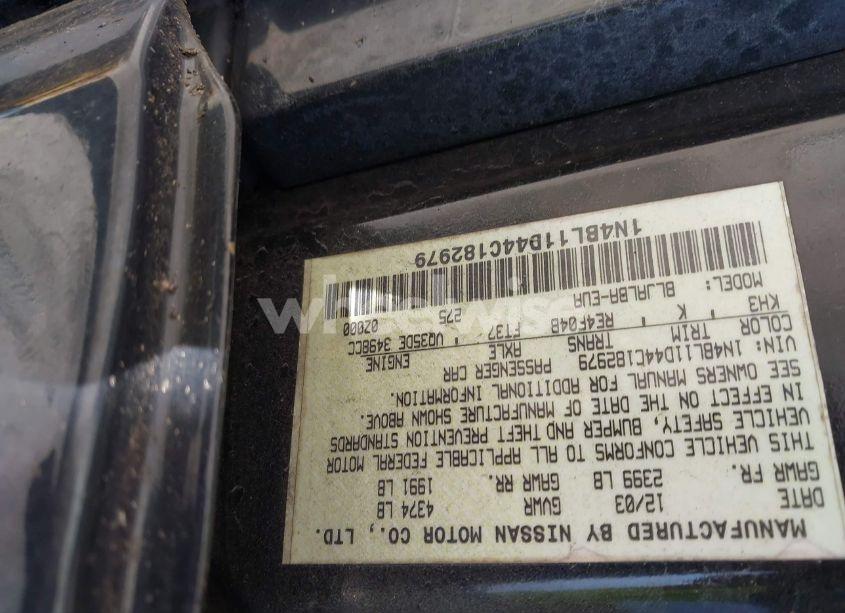 MANUFACTURED BY NISSAN MOTOR CO., LTD.
DATE GVWR
12/03 4374 LB
GAWR FR. GAWR RR.
2399 LB 1991 LB
THIS VEHICLE CONFORMS TO ALL APPLICABLE FEDERAL MOTOR
VEHICLE SAFETY, BUMPER AND THEFT PREVENTION STANDARDS
IN EFFECT ON THE DATE OF MANUFACTURE SHOWN ABOVE.
SEE OWNERS MANUAL FOR ADDITIONAL INFORMATION.
VIN: 1N4BL11D44C182979 PASSENGER CAR
COLOR TRIM TRANS AXLE ENGINE
KH3 K RE4F04B FT37 VQ35DE 3498CC
MODEL: BLJALBA-EUA 275 0Z000
1N4BL11D44C182979
wheelwise